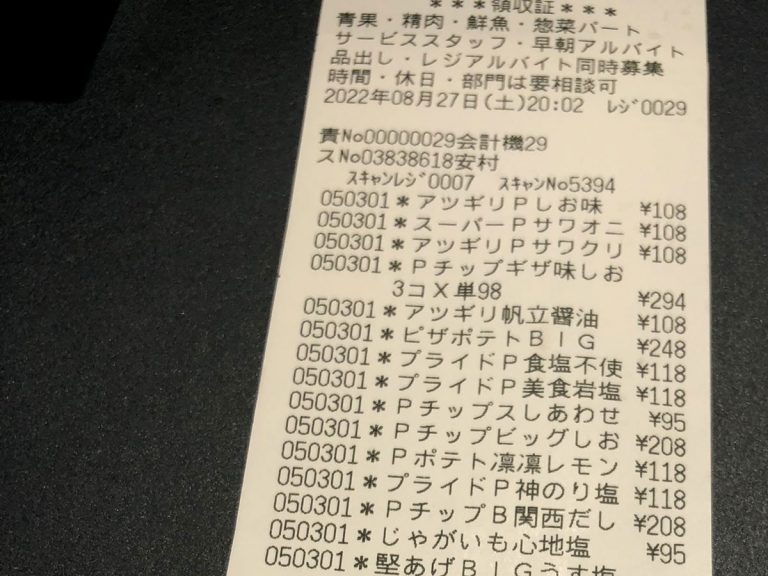 ＊＊＊領収証＊＊＊
青果・精肉・鮮魚・惣菜パート
サービススタッフ・早朝アルバイト
品出し・レジアルバイト同時募集
時間・休日・部門は要相談可
2022年08月27日(土)20:02 ﾚｼﾞ0029
責No00000029会計機29
スNo03838618安村
ｽｷｬﾝﾚｼﾞ0007 ｽｷｬﾝNo5394
050301＊アツギリPしお味 ¥108
050301＊スーパーPサワオニ ¥108
050301＊アツギリPサワクリ ¥108
050301＊Pチップギザ味しお
3コX単98 ¥294
050301＊アツギリ帆立醤油 ¥108
050301＊ピザポテトBIG ¥248
050301＊プライドP食塩不使 ¥118
050301＊プライドP美食岩塩 ¥118
050301＊Pチップスしあわせ ¥95
050301＊Pチップビッグしお ¥208
050301＊Pポテト凛凛レモン ¥118
050301＊プライドP神のり塩 ¥118
050301＊PチップB関西だし ¥208
050301＊じゃがいも心地塩 ¥95
050301＊堅あげBIGうす塩